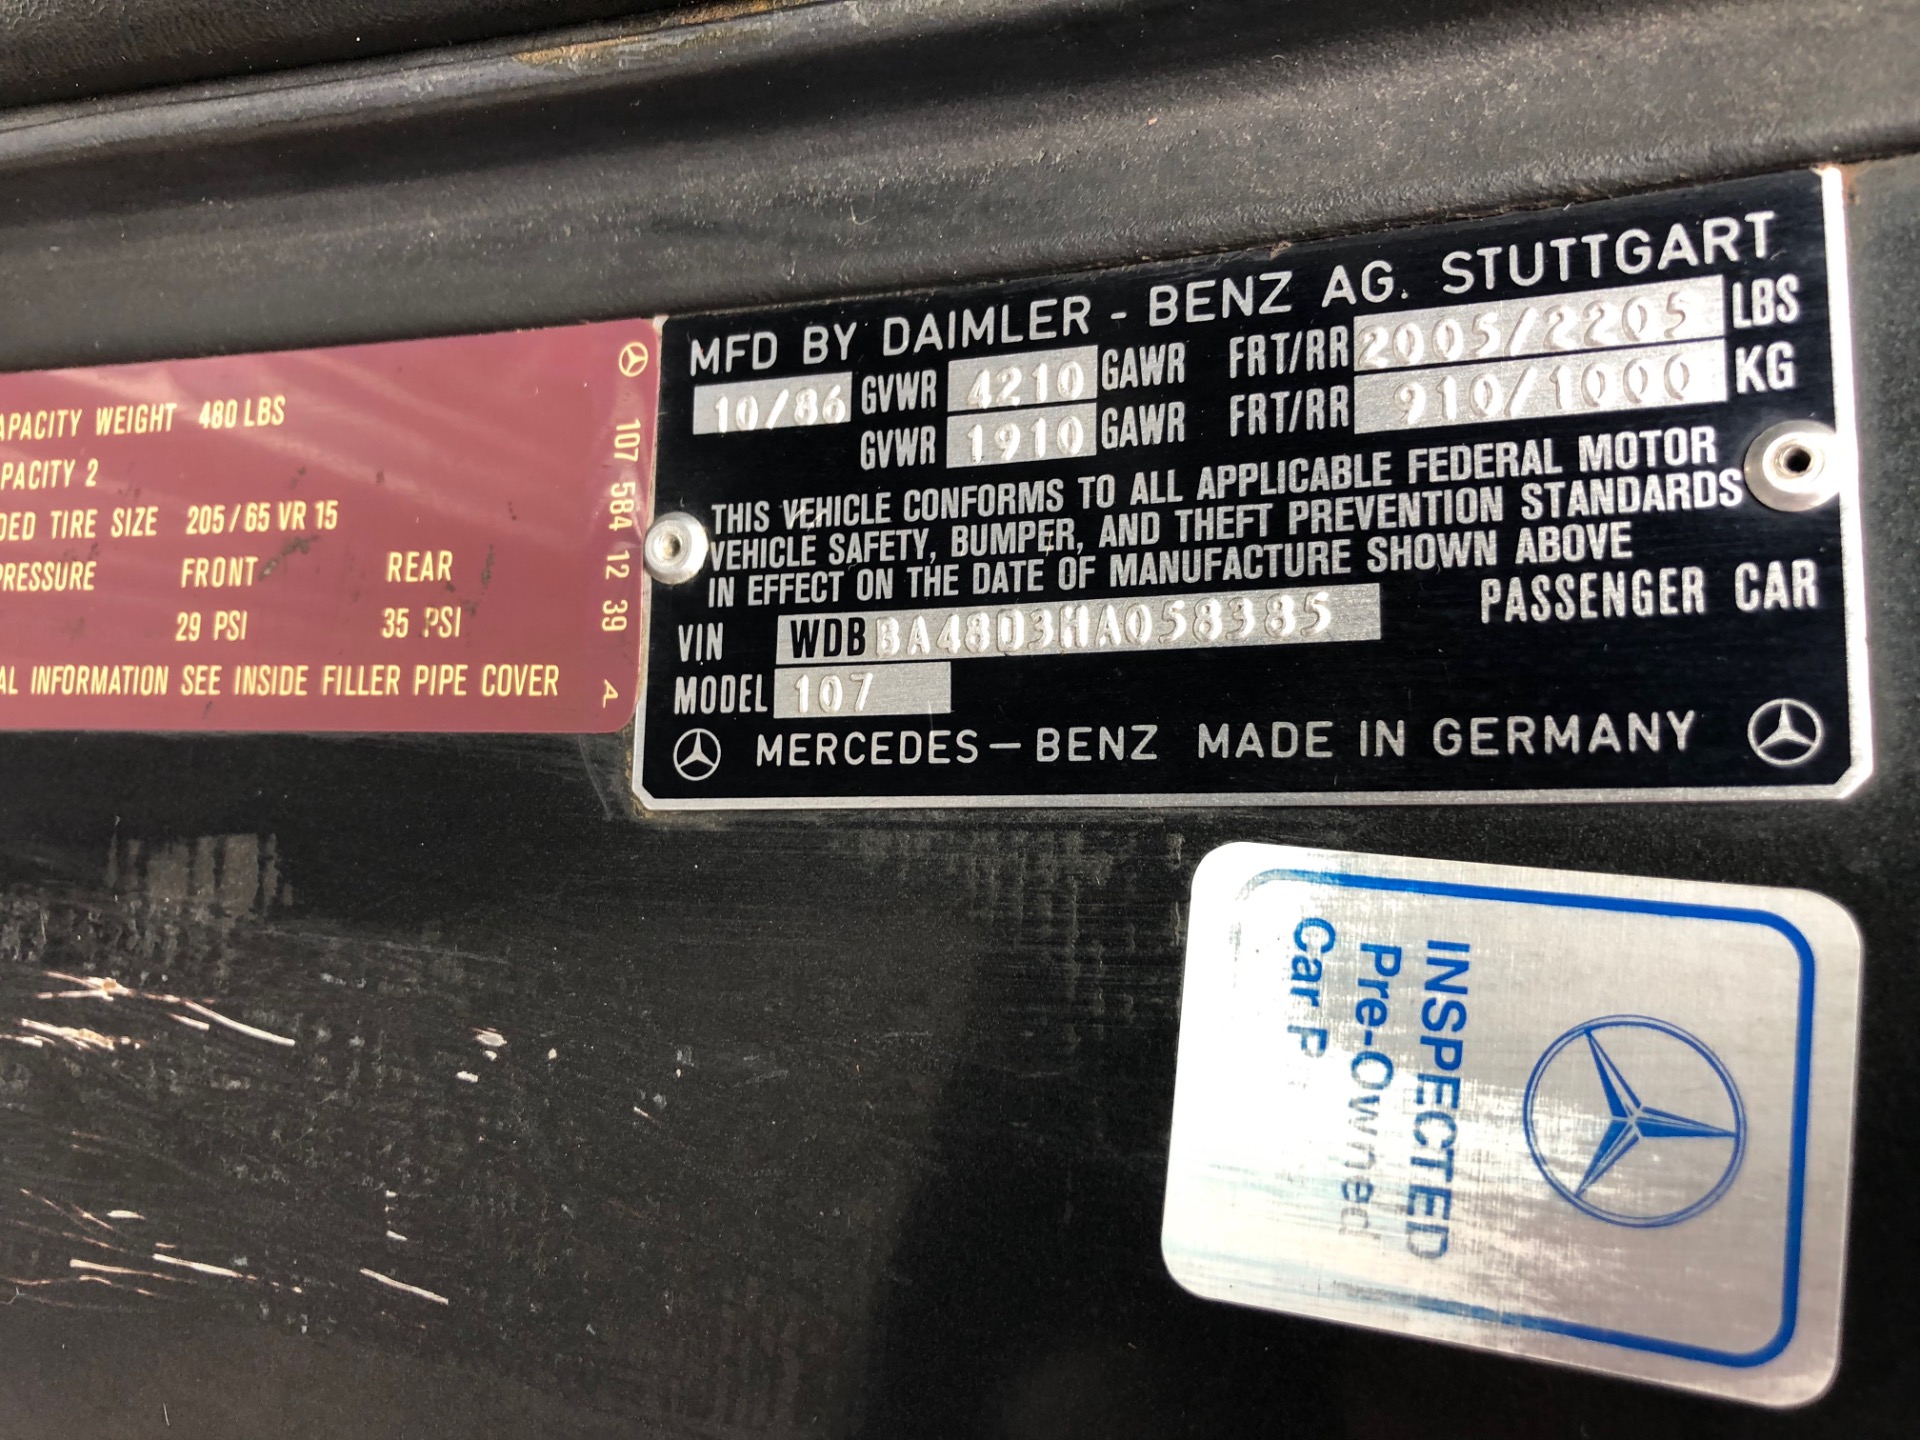 APACITY WEIGHT 480 LBS
PACITY 2
DED TIRE SIZE 205/65 VR 15
PRESSURE FRONT REAR
29 PSI 35 PSI
AL INFORMATION SEE INSIDE FILLER PIPE COVER
107 584 12 39 A
MFD BY DAIMLER - BENZ AG. STUTTGART
10/86 GVWR 4210 GAWR FRT/RR 2005/2205 LBS
GVWR 1910 GAWR FRT/RR 910/1000 KG
THIS VEHICLE CONFORMS TO ALL APPLICABLE FEDERAL MOTOR
VEHICLE SAFETY, BUMPER, AND THEFT PREVENTION STANDARDS
IN EFFECT ON THE DATE OF MANUFACTURE SHOWN ABOVE
VIN WDBBA48D3HA058385 PASSENGER CAR
MODEL 107
MERCEDES-BENZ MADE IN GERMANY
INSPECTED
Pre-Owned
Car P